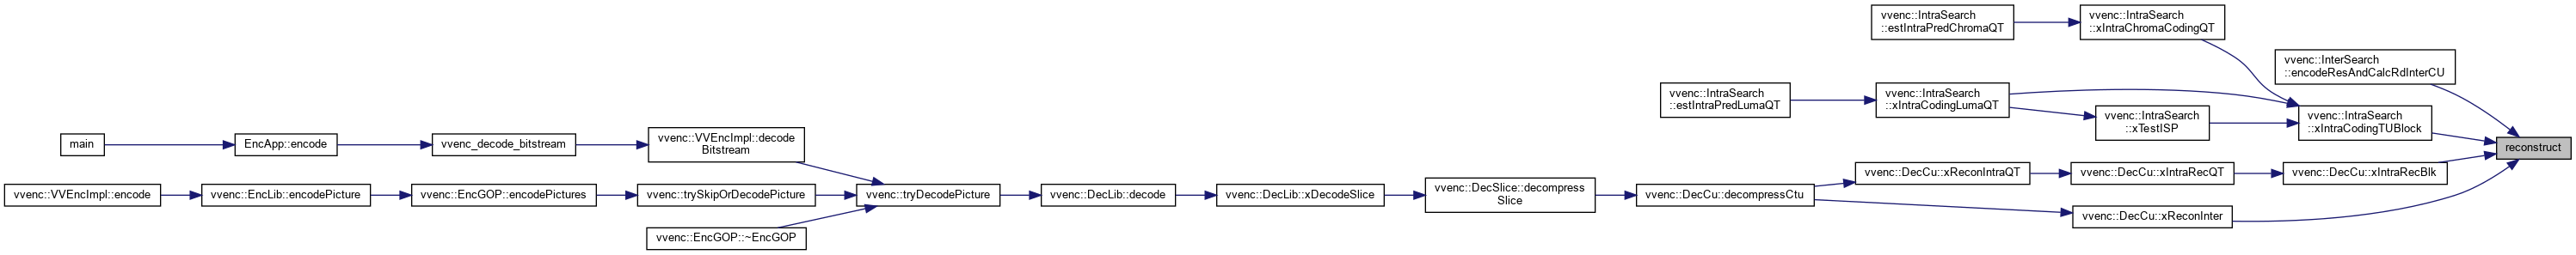 main
EncApp::encode
vvenc_decode_bitstream
vvenc::VVEncImpl::decode
Bitstream
vvenc::VVEncImpl::encode
vvenc::EncLib::encodePicture
vvenc::EncGOP::encodePictures
vvenc::trySkipOrDecodePicture
vvenc::EncGOP::~EncGOP
vvenc::tryDecodePicture
vvenc::DecLib::decode
vvenc::DecLib::xDecodeSlice
vvenc::DecSlice::decompress
Slice
vvenc::DecCu::decompressCtu
vvenc::IntraSearch
::estIntraPredLumaQT
vvenc::IntraSearch
::estIntraPredChromaQT
vvenc::IntraSearch
::xIntraCodingLumaQT
vvenc::DecCu::xReconIntraQT
vvenc::IntraSearch
::xIntraChromaCodingQT
vvenc::IntraSearch
::xTestISP
vvenc::DecCu::xIntraRecQT
vvenc::DecCu::xReconInter
vvenc::InterSearch
::encodeResAndCalcRdInterCU
vvenc::IntraSearch
::xIntraCodingTUBlock
vvenc::DecCu::xIntraRecBlk
reconstruct